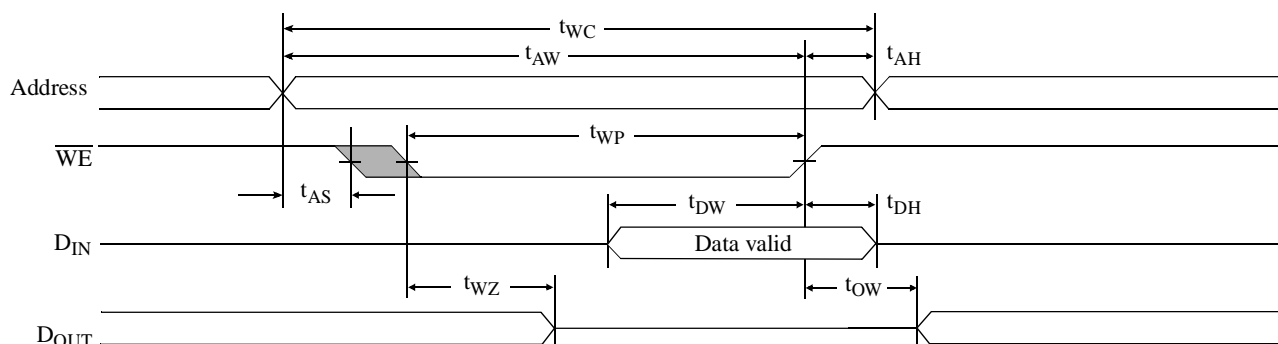 tWC
tAW
tAH
Address
tWP
WE
tAS
tDW
tDH
DIN
Data valid
tWZ
tOW
DOUT